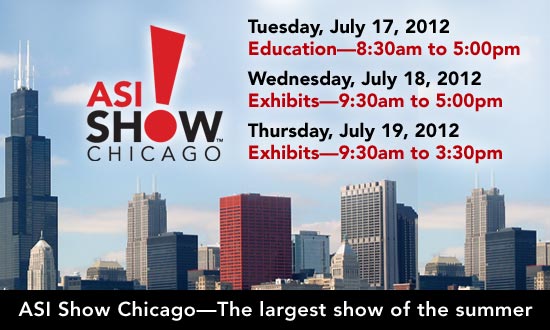 ASI
SHOW™
CHICAGO
Tuesday, July 17, 2012
Education—8:30am to 5:00pm
Wednesday, July 18, 2012
Exhibits—9:30am to 5:00pm
Thursday, July 19, 2012
Exhibits—9:30am to 3:30pm
ASI Show Chicago—The largest show of the summer